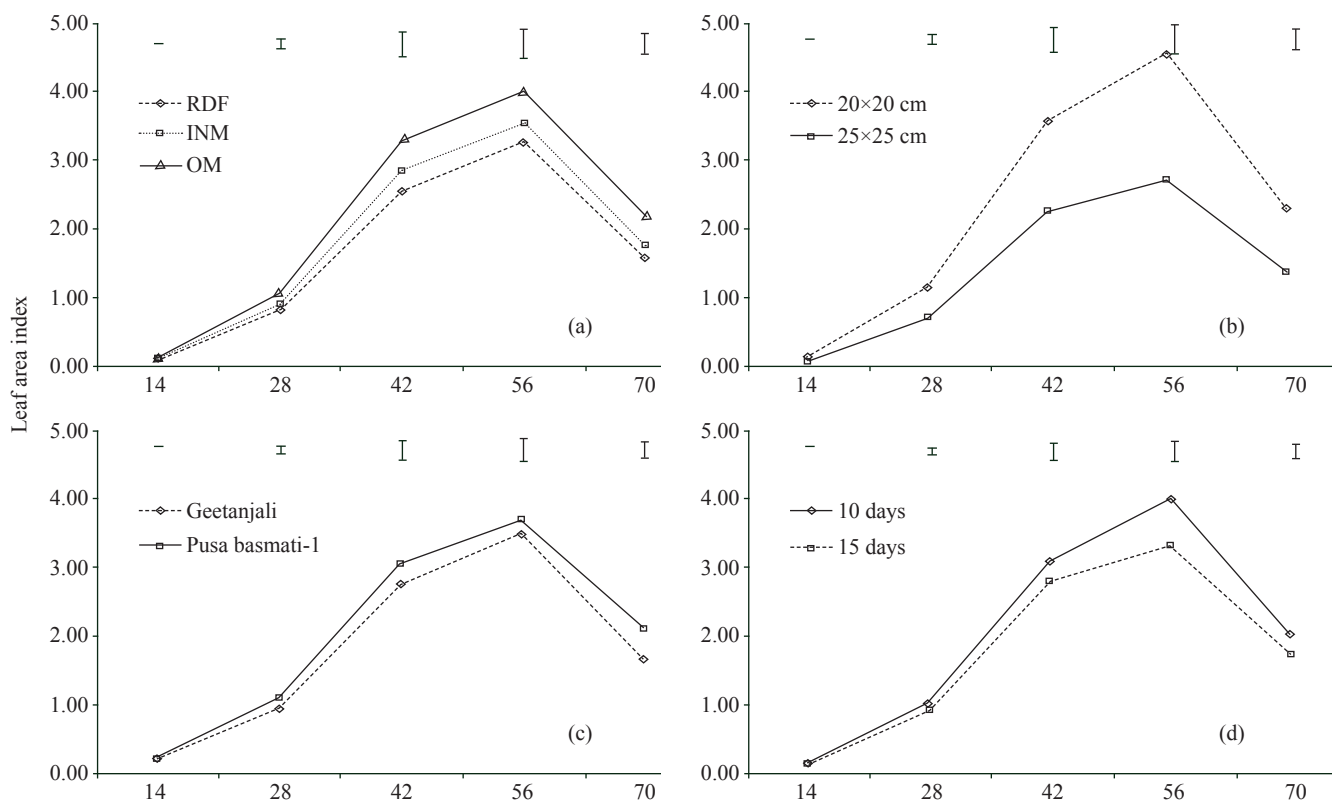 Leaf area index
5.00
4.00
3.00
2.00
1.00
0.00
RDF
INM
OM
(a)
14 28 42 56 70
5.00
4.00
3.00
2.00
1.00
0.00
20×20 cm
25×25 cm
(b)
14 28 42 56 70
5.00
4.00
3.00
2.00
1.00
0.00
Geetanjali
Pusa basmati-1
(c)
14 28 42 56 70
5.00
4.00
3.00
2.00
1.00
0.00
10 days
15 days
(d)
14 28 42 56 70